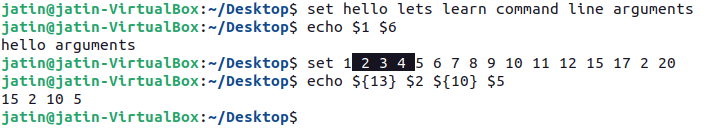 jatin@jatin-VirtualBox:~/Desktop$ set hello lets learn command line arguments
jatin@jatin-VirtualBox:~/Desktop$ echo $1 $6
hello arguments
jatin@jatin-VirtualBox:~/Desktop$ set 1 2 3 4 5 6 7 8 9 10 11 12 15 17 2 20
jatin@jatin-VirtualBox:~/Desktop$ echo ${13} $2 ${10} $5
15 2 10 5
jatin@jatin-VirtualBox:~/Desktop$